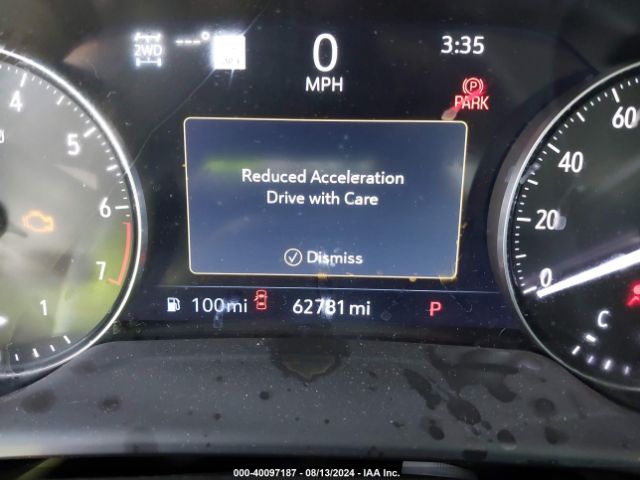 2WD
---°
0
MPH
3:35
PARK
Reduced Acceleration
Drive with Care
Dismiss
100 mi
62781 mi
P
4
5
6
7
1
60
40
20
0
C
000-40097187 - 08/13/2024 - IAA Inc.